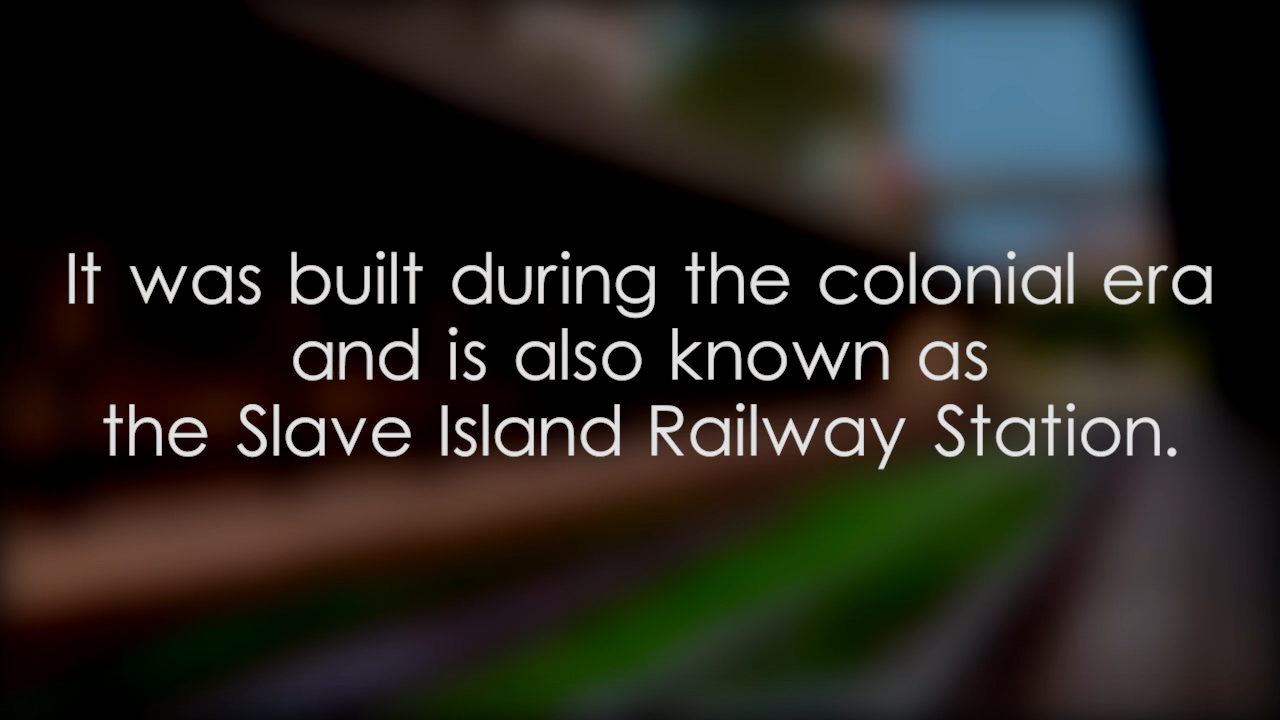 It was built during the colonial era
and is also known as
the Slave Island Railway Station.